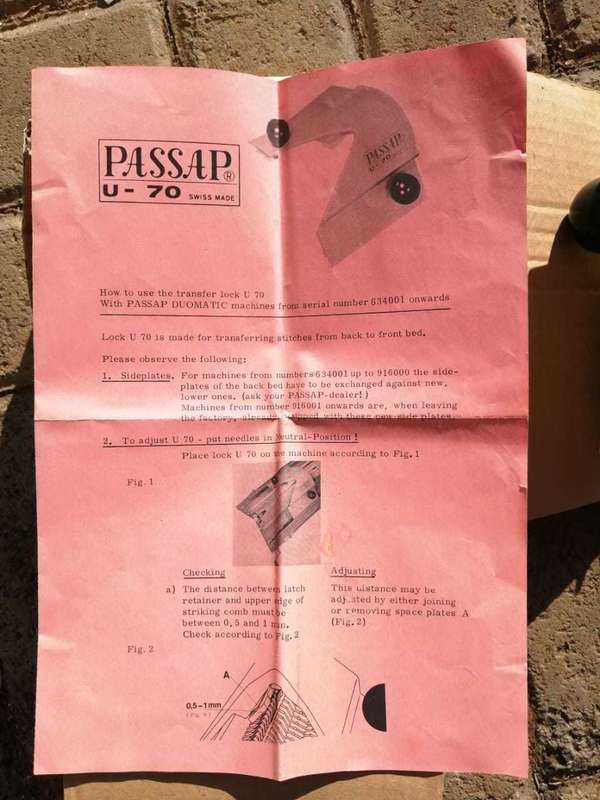 PASSAP®
U- 70 SWISS MADE
PASSAP
U-70
How to use the transfer lock U 70
With PASSAP DUOMATIC machines from serial number 634001 onwards
Lock U 70 is made for transferring stitches from back to front bed.
Please observe the following:
1. Sideplates. For machines from numbers 634001 up to 916000 the side-
plates of the back bed have to be exchanged against new,
lower ones. (ask your PASSAP-dealer!)
Machines from number 916001 onwards are, when leaving
the factory, already equipped with these new side plates.
2. To adjust U 70 - put needles in Neutral-Position!
Place lock U 70 on the machine according to Fig. 1
Fig. 1
Checking
a) The distance between latch
retainer and upper edge of
striking comb must be
between 0,5 and 1 mm.
Check according to Fig. 2
Adjusting
This distance may be
adjusted by either joining
or removing space plates A
(Fig. 2)
Fig. 2
A
0,5-1mm